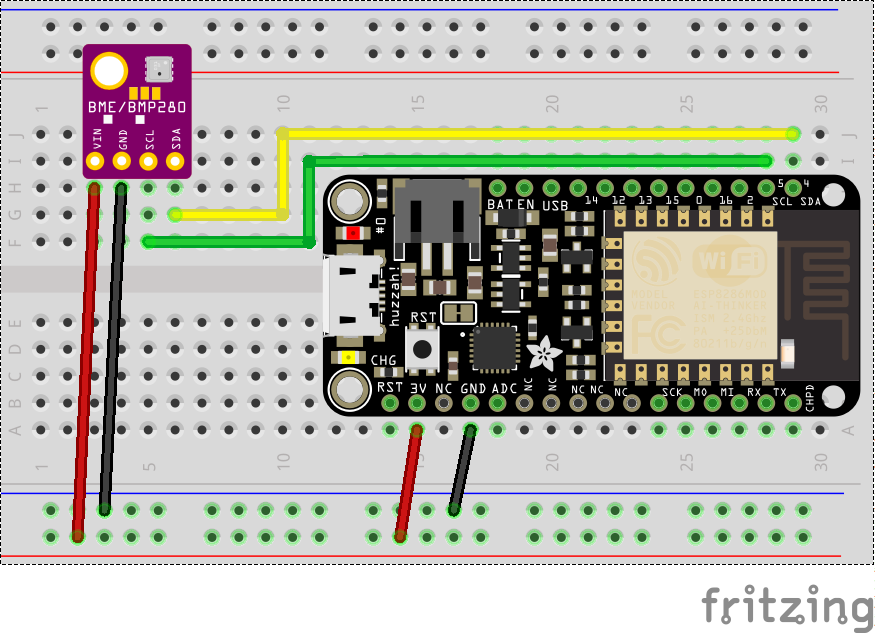 1 10 15 20 25 30
J J
I I
H
G
F
BME/BMP280
VIN GND SCL SDA
BAT EN USB 14 12 13 15 0 16 2 5 4
SCL SDA
#0
huzzah!
WiFi
FC
RST
CHG
RST 3V NC GND ADC NC NC NC NC NC SCK MO MI RX TX CHPD
E
D
C
B
A A
1 5 10 15 20 25 30
fritzing